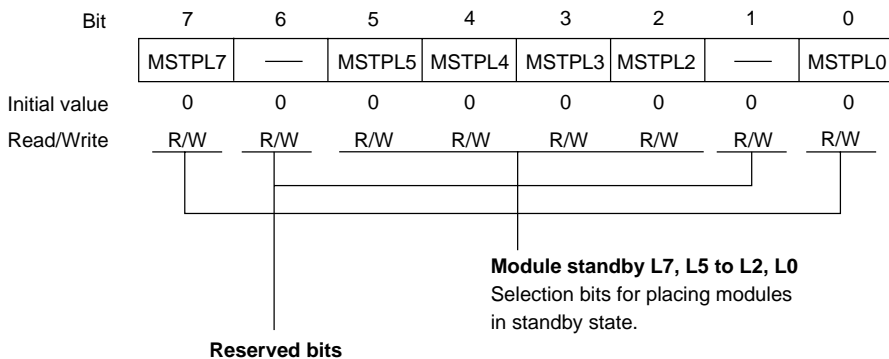 Bit 7 6 5 4 3 2 1 0
MSTPL7 — MSTPL5 MSTPL4 MSTPL3 MSTPL2 — MSTPL0
Initial value 0 0 0 0 0 0 0 0
Read/Write R/W R/W R/W R/W R/W R/W R/W R/W
Module standby L7, L5 to L2, L0
Selection bits for placing modules
in standby state.
Reserved bits